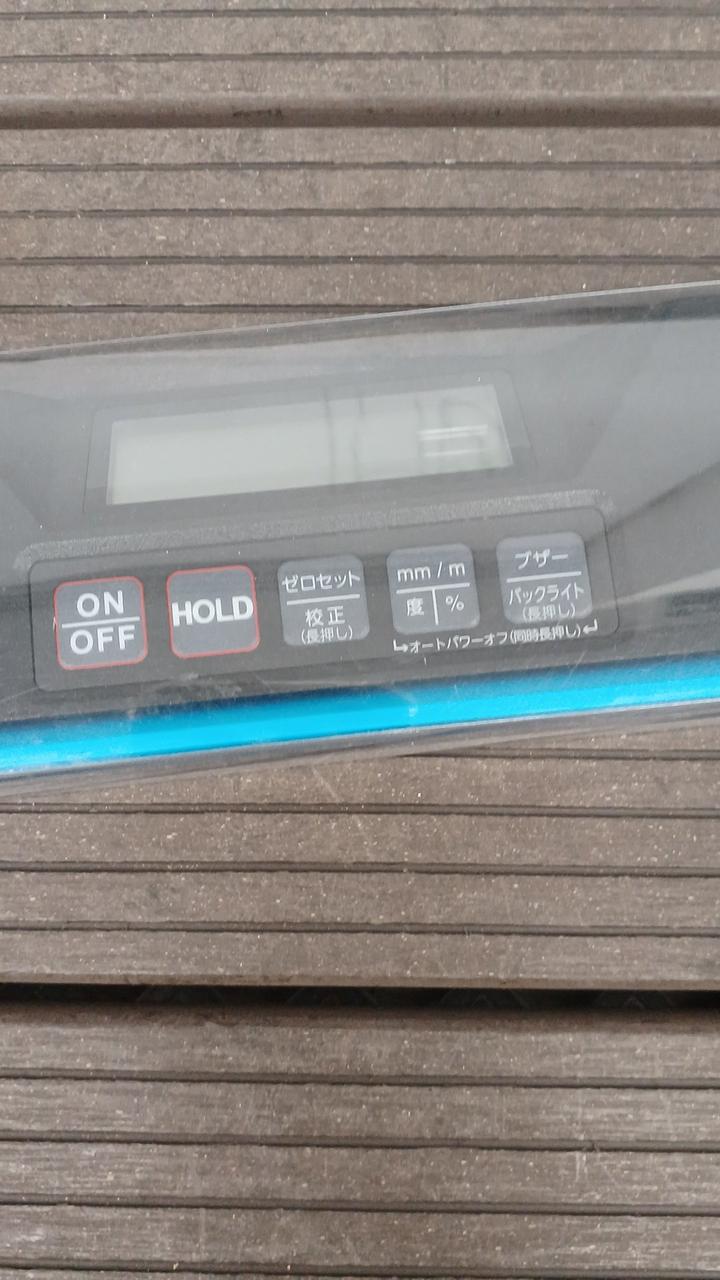 ON
OFF
HOLD
ゼロセット
校正
(長押し)
mm/m
度 %
ブザー
バックライト
(長押し)
オートパワーオフ(同時長押し)